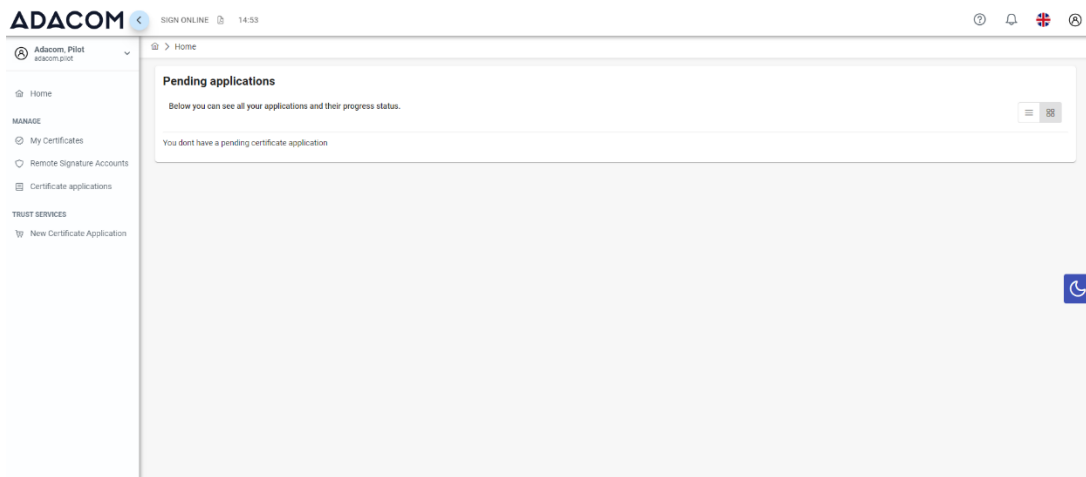 ADACOM
SIGN ONLINE 14:53
Adacom, Pilot
adacom.pilot
Home
Home
MANAGE
My Certificates
Remote Signature Accounts
Certificate applications
TRUST SERVICES
New Certificate Application
Pending applications
Below you can see all your applications and their progress status.
You dont have a pending certificate application